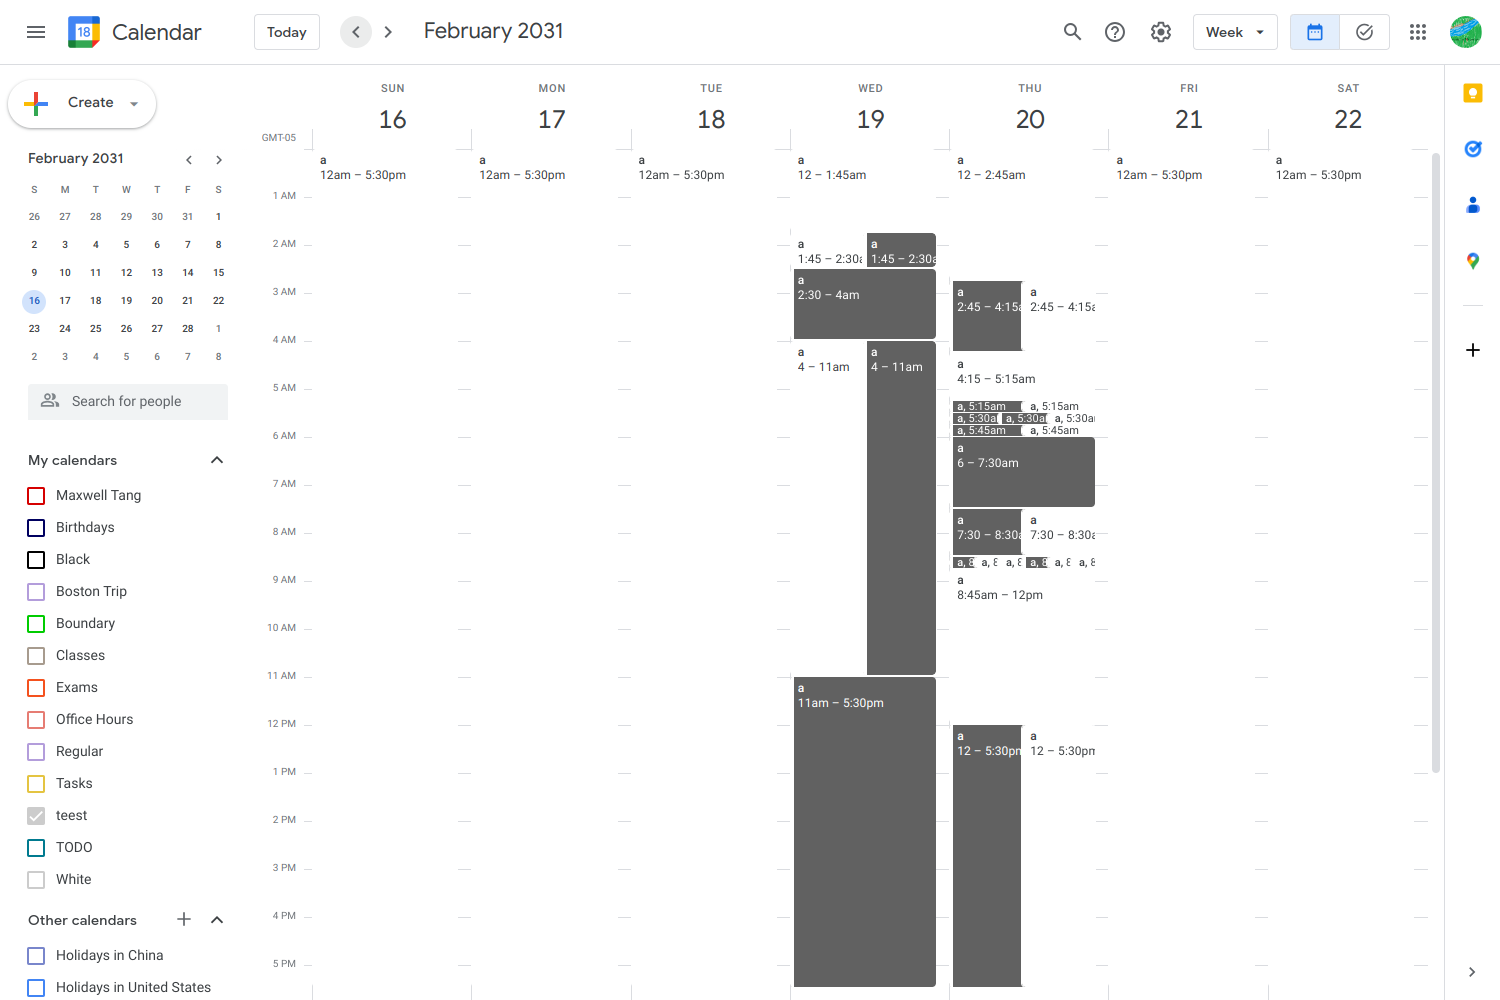 18 Calendar Today February 2031 Week
Create
SUN MON TUE WED THU FRI SAT
16 17 18 19 20 21 22
GMT-05
February 2031
S M T W T F S
26 27 28 29 30 31 1
2 3 4 5 6 7 8
9 10 11 12 13 14 15
16 17 18 19 20 21 22
23 24 25 26 27 28 1
2 3 4 5 6 7 8
Search for people
My calendars
Maxwell Tang
Birthdays
Black
Boston Trip
Boundary
Classes
Exams
Office Hours
Regular
Tasks
teest
TODO
White
Other calendars
Holidays in China
Holidays in United States
1 AM
2 AM
3 AM
4 AM
5 AM
6 AM
7 AM
8 AM
9 AM
10 AM
11 AM
12 PM
1 PM
2 PM
3 PM
4 PM
5 PM
a
12am – 5:30pm
a
12am – 5:30pm
a
12am – 5:30pm
a
12 – 1:45am
a
1:45 – 2:30a
a
1:45 – 2:30a
a
2:30 – 4am
a
4 – 11am
a
4 – 11am
a
11am – 5:30pm
a
12 – 2:45am
a
2:45 – 4:15a
a
2:45 – 4:15a
a
4:15 – 5:15am
a, 5:15am a, 5:15am
a, 5:30a a, 5:30a a, 5:30a
a, 5:45am a, 5:45am
a
6 – 7:30am
a
7:30 – 8:30a
a
7:30 – 8:30a
a, 8 a, 8 a, 8 a, 8 a, 8 a, 8
a
8:45am – 12pm
a
12 – 5:30pm
a
12 – 5:30pm
a
12am – 5:30pm
a
12am – 5:30pm